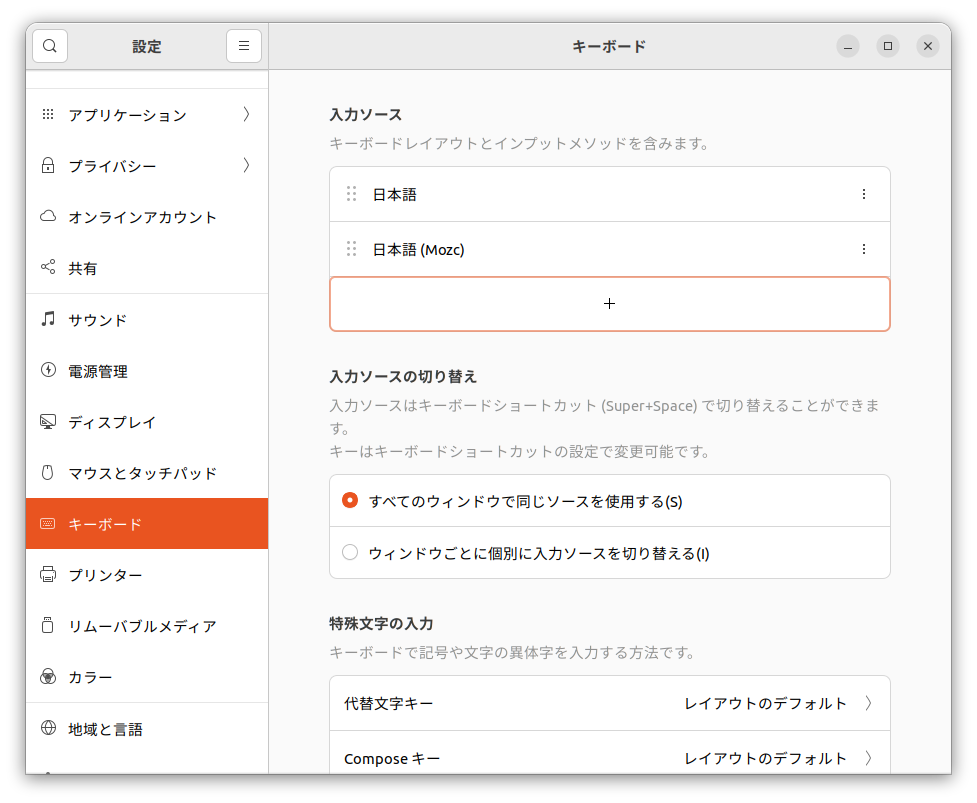 設定
キーボード
アプリケーション
プライバシー
オンラインアカウント
共有
サウンド
電源管理
ディスプレイ
マウスとタッチパッド
キーボード
プリンター
リムーバブルメディア
カラー
地域と言語
入力ソース
キーボードレイアウトとインプットメソッドを含みます。
日本語
日本語 (Mozc)
入力ソースの切り替え
入力ソースはキーボードショートカット (Super+Space) で切り替えることができま
す。
キーはキーボードショートカットの設定で変更可能です。
すべてのウィンドウで同じソースを使用する(S)
ウィンドウごとに個別に入力ソースを切り替える(I)
特殊文字の入力
キーボードで記号や文字の異体字を入力する方法です。
代替文字キー レイアウトのデフォルト
Compose キー レイアウトのデフォルト